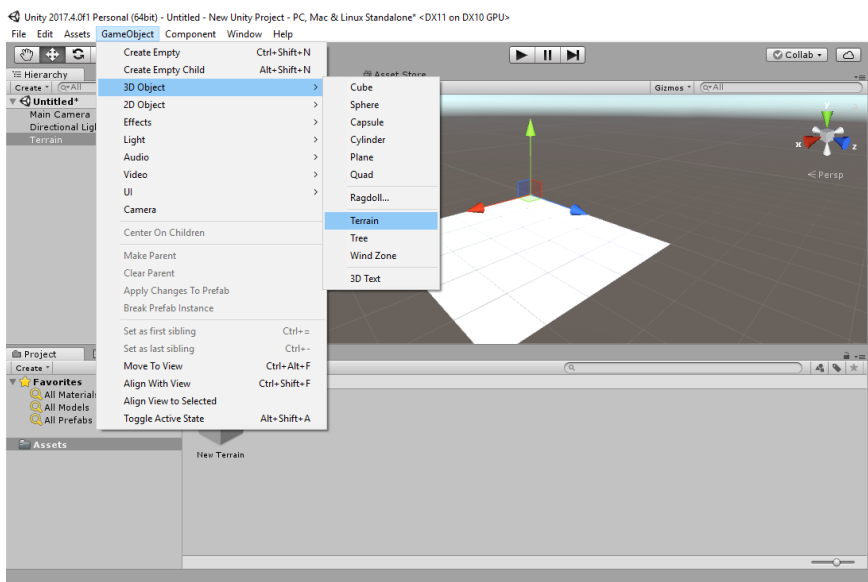 Unity 2017.4.0f1 Personal (64bit) - Untitled - New Unity Project - PC, Mac & Linux Standalone* <DX11 on DX10 GPU>
File Edit Assets GameObject Component Window Help
Collab
Hierarchy
Asset Store
Create All
Gizmos All
Untitled*
Main Camera
Directional Ligh
Terrain
Create Empty Ctrl+Shift+N
Create Empty Child Alt+Shift+N
3D Object >
2D Object >
Effects >
Light >
Audio >
Video >
UI >
Camera
Center On Children
Make Parent
Clear Parent
Apply Changes To Prefab
Break Prefab Instance
Set as first sibling Ctrl+=
Set as last sibling Ctrl+-
Move To View Ctrl+Alt+F
Align With View Ctrl+Shift+F
Align View to Selected
Toggle Active State Alt+Shift+A
Cube
Sphere
Capsule
Cylinder
Plane
Quad
Ragdoll...
Terrain
Tree
Wind Zone
3D Text
y
x
z
Persp
Project
Create
Favorites
All Materials
All Models
All Prefabs
Assets
New Terrain